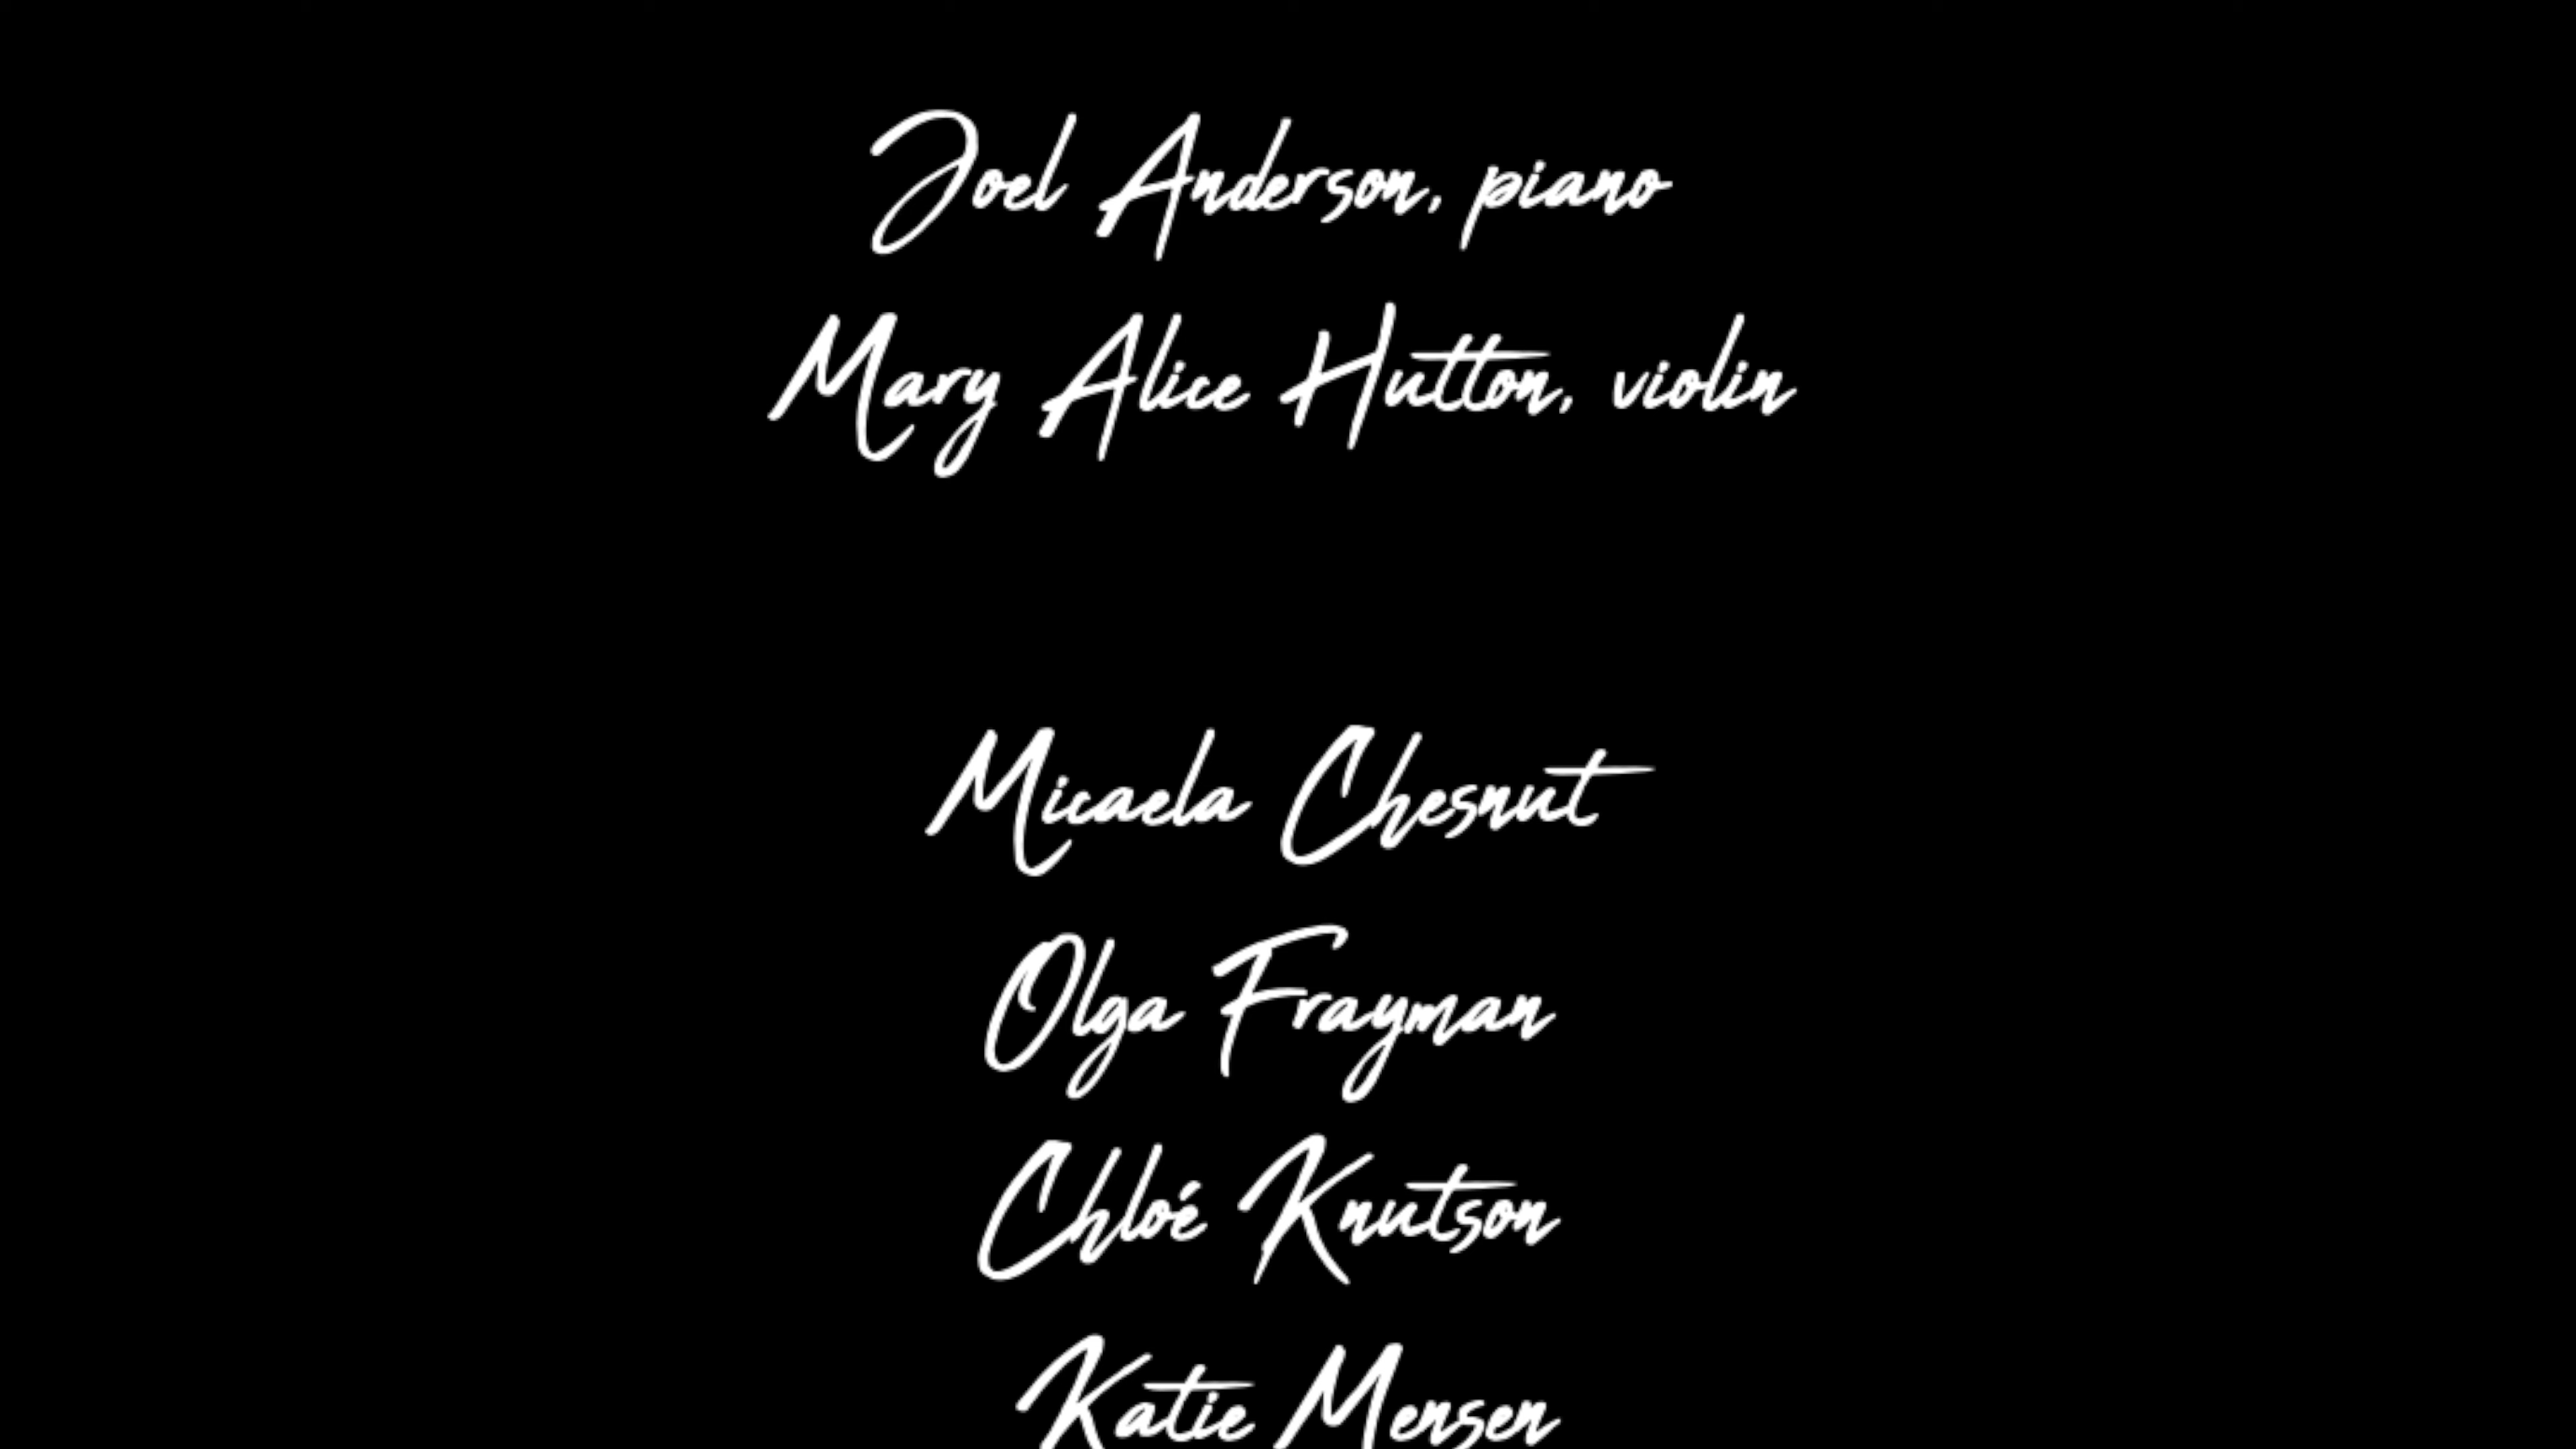 Joel Anderson, piano
Mary Alice Hutton, violin
Micaela Chesnut
Olga Frayman
Chloé Knutson
Katie Mensen